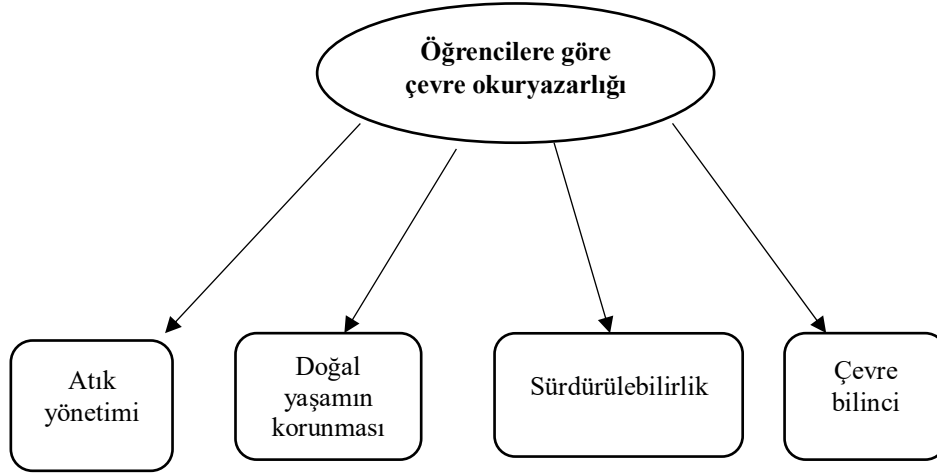 Öğrencilere göre
çevre okuryazarlığı
Atık
yönetimi
Doğal
yaşamın
korunması
Sürdürülebilirlik
Çevre
bilinci